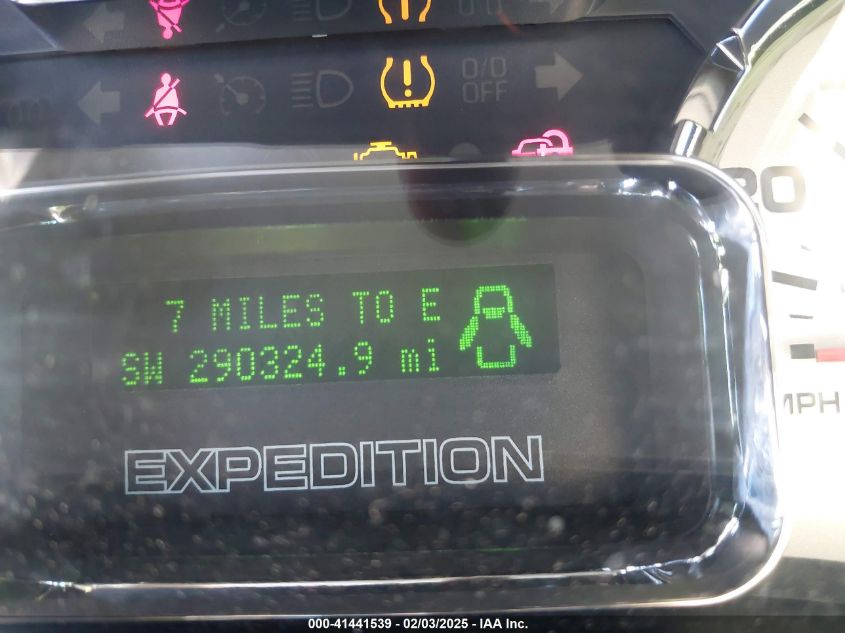 O/D
OFF
7 MILES TO E
SW 290324.9 mi
MPH
EXPEDITION
000-41441539 - 02/03/2025 - IAA Inc.